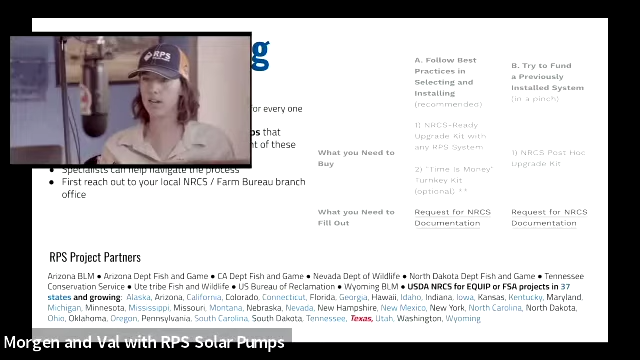 RPS
g
for every one
ps that
nt of these
● Specialists can help navigate the process
● First reach out to your local NRCS / Farm Bureau branch
office
A. Follow Best
Practices in
Selecting and
Installing
(recommended)
B. Try to Fund
a Previously
Installed System
(in a pinch)
What you Need to
Buy
1) NRCS-Ready
Upgrade Kit with
any RPS System
2) "Time Is Money"
Turnkey Kit
(optional) **
1) NRCS Post Hoc
Upgrade Kit
What you Need to
Fill Out
Request for NRCS
Documentation
Request for NRCS
Documentation
RPS Project Partners
Arizona BLM ● Arizona Dept Fish and Game ● CA Dept Fish and Game ● Nevada Dept of Wildlife ● North Dakota Dept Fish and Game ● Tennessee
Conservation Service ● Ute tribe Fish and Wildlife ● US Bureau of Reclamation ● Wyoming BLM ● USDA NRCS for EQUIP or FSA projects in 37
states and growing: Alaska, Arizona, California, Colorado, Connecticut, Florida, Georgia, Hawaii, Idaho, Indiana, Iowa, Kansas, Kentucky, Maryland,
Michigan, Minnesota, Mississippi, Missouri, Montana, Nebraska, Nevada, New Hampshire, New Mexico, New York, North Carolina, North Dakota,
Ohio, Oklahoma, Oregon, Pennsylvania, South Carolina, South Dakota, Tennessee, Texas, Utah, Washington, Wyoming
Morgen and Val with RPS Solar Pumps